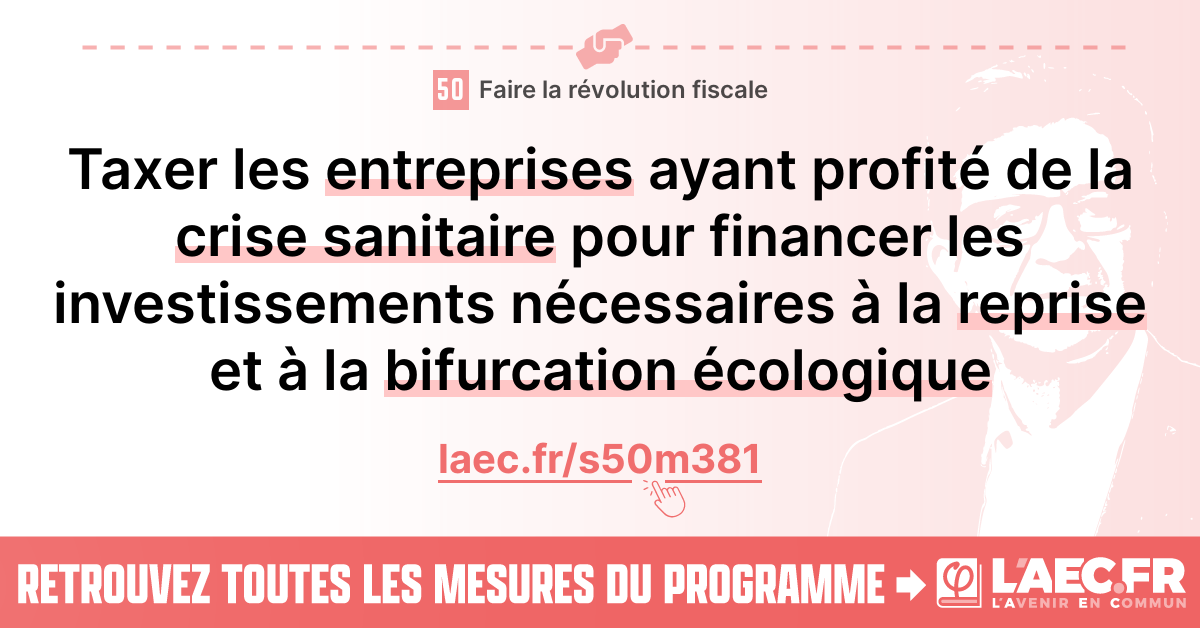 50 Faire la révolution fiscale
Taxer les entreprises ayant profité de la
crise sanitaire pour financer les
investissements nécessaires à la reprise
et à la bifurcation écologique
laec.fr/s50m381
RETROUVEZ TOUTES LES MESURES DU PROGRAMME
φ L'AEC.FR
L'AVENIR EN COMMUN